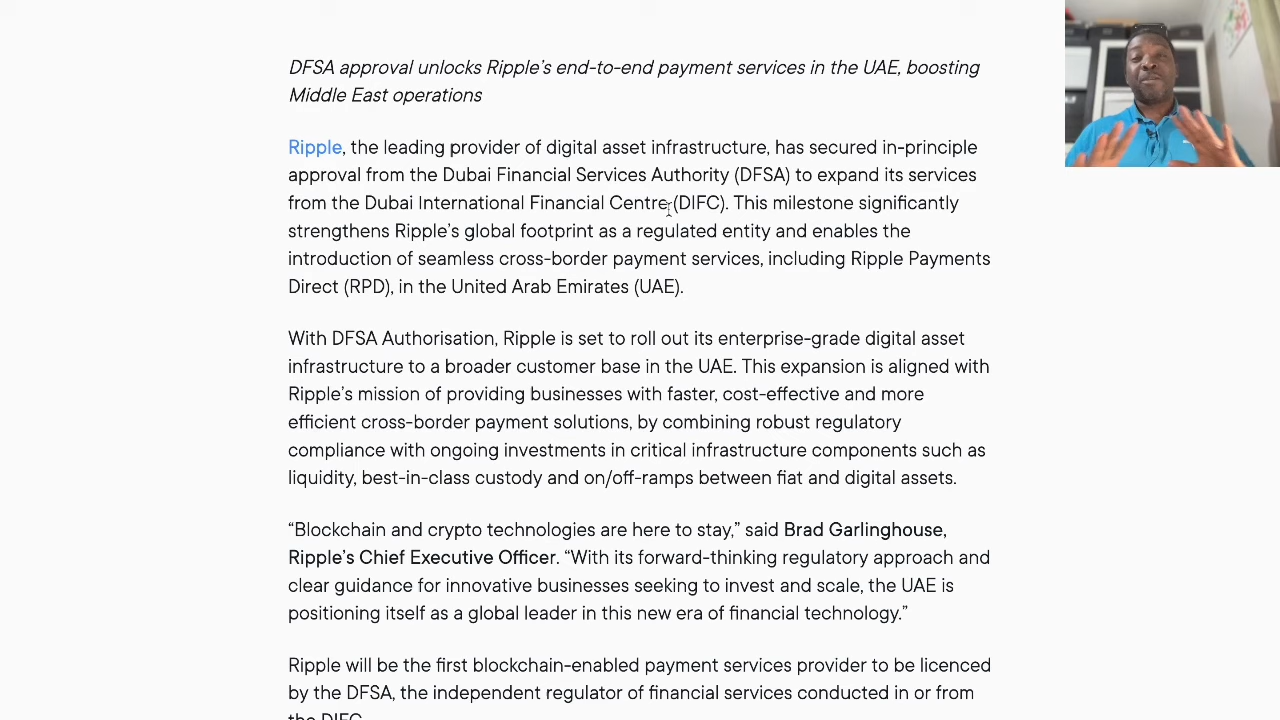 DFSA approval unlocks Ripple’s end-to-end payment services in the UAE, boosting
Middle East operations
Ripple, the leading provider of digital asset infrastructure, has secured in-principle
approval from the Dubai Financial Services Authority (DFSA) to expand its services
from the Dubai International Financial Centre (DIFC). This milestone significantly
strengthens Ripple’s global footprint as a regulated entity and enables the
introduction of seamless cross-border payment services, including Ripple Payments
Direct (RPD), in the United Arab Emirates (UAE).
With DFSA Authorisation, Ripple is set to roll out its enterprise-grade digital asset
infrastructure to a broader customer base in the UAE. This expansion is aligned with
Ripple’s mission of providing businesses with faster, cost-effective and more
efficient cross-border payment solutions, by combining robust regulatory
compliance with ongoing investments in critical infrastructure components such as
liquidity, best-in-class custody and on/off-ramps between fiat and digital assets.
“Blockchain and crypto technologies are here to stay,” said Brad Garlinghouse,
Ripple’s Chief Executive Officer. “With its forward-thinking regulatory approach and
clear guidance for innovative businesses seeking to invest and scale, the UAE is
positioning itself as a global leader in this new era of financial technology.”
Ripple will be the first blockchain-enabled payment services provider to be licenced
by the DFSA, the independent regulator of financial services conducted in or from
the DIFC